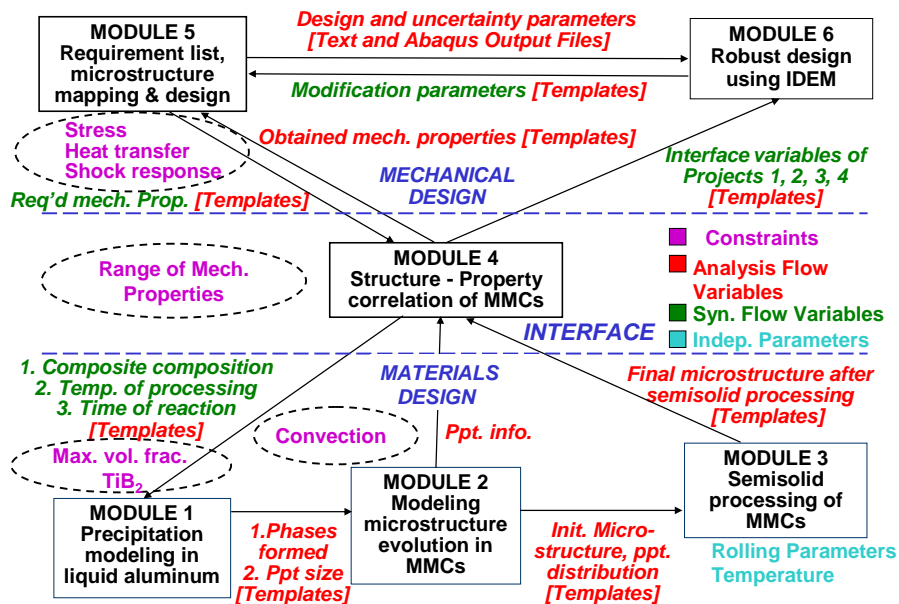 MODULE 5
Requirement list,
microstructure
mapping & design
Design and uncertainty parameters
[Text and Abaqus Output Files]
Modification parameters [Templates]
MODULE 6
Robust design
using IDEM
Stress
Heat transfer
Shock response
Obtained mech. properties [Templates]
MECHANICAL
DESIGN
Interface variables of
Projects 1, 2, 3, 4
[Templates]
Req'd mech. Prop. [Templates]
Range of Mech.
Properties
MODULE 4
Structure - Property
correlation of MMCs
Constraints
Analysis Flow
Variables
Syn. Flow Variables
Indep. Parameters
INTERFACE
1. Composite composition
2. Temp. of processing
3. Time of reaction
[Templates]
MATERIALS
DESIGN
Final microstructure after
semisolid processing
[Templates]
Convection
Ppt. info.
Max. vol. frac.
TiB2
MODULE 1
Precipitation
modeling in
liquid aluminum
1.Phases
formed
2. Ppt size
[Templates]
MODULE 2
Modeling
microstructure
evolution in
MMCs
Init. Micro-
structure, ppt.
distribution
[Templates]
MODULE 3
Semisolid
processing of
MMCs
Rolling Parameters
Temperature